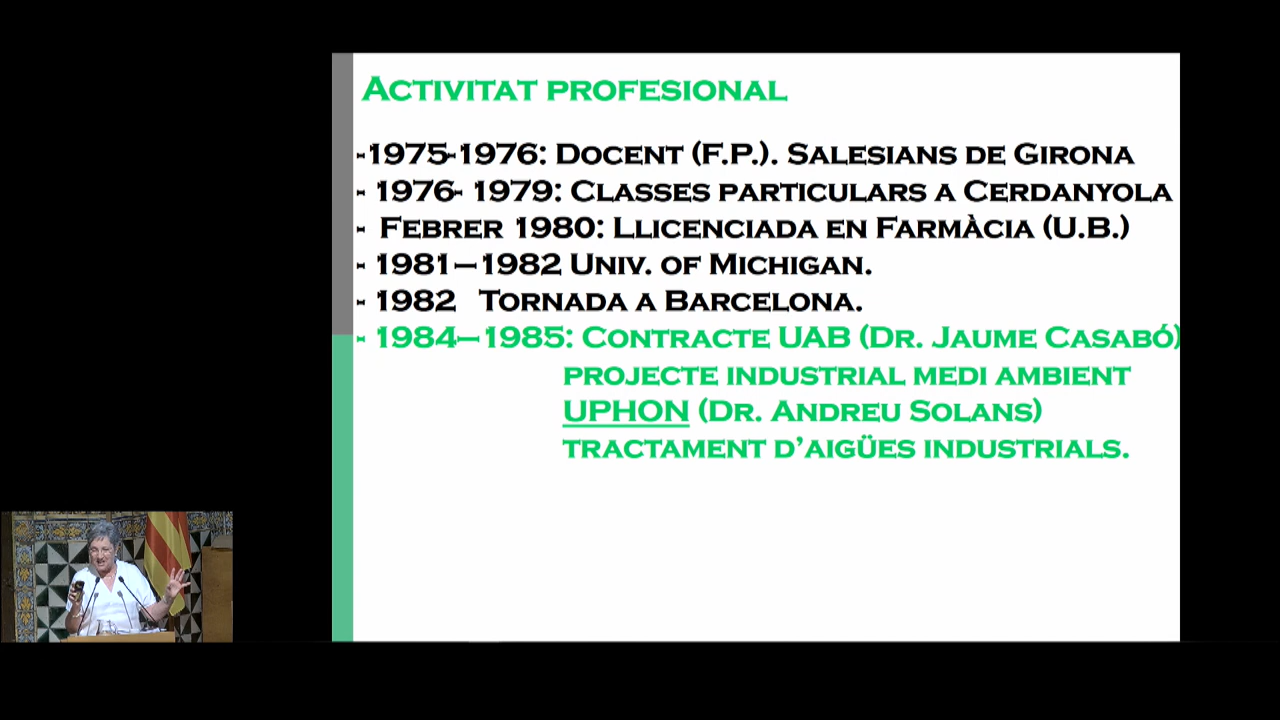 Activitat profesional
-1975-1976: Docent (F.P.). Salesians de Girona
- 1976- 1979: Classes particulars a Cerdanyola
- Febrer 1980: Llicenciada en Farmàcia (U.B.)
- 1981–1982 Univ. of Michigan.
- 1982 Tornada a Barcelona.
- 1984–1985: Contracte UAB (Dr. Jaume Casabó)
projecte industrial medi ambient
UPHON (Dr. Andreu Solans)
tractament d'aigües industrials.